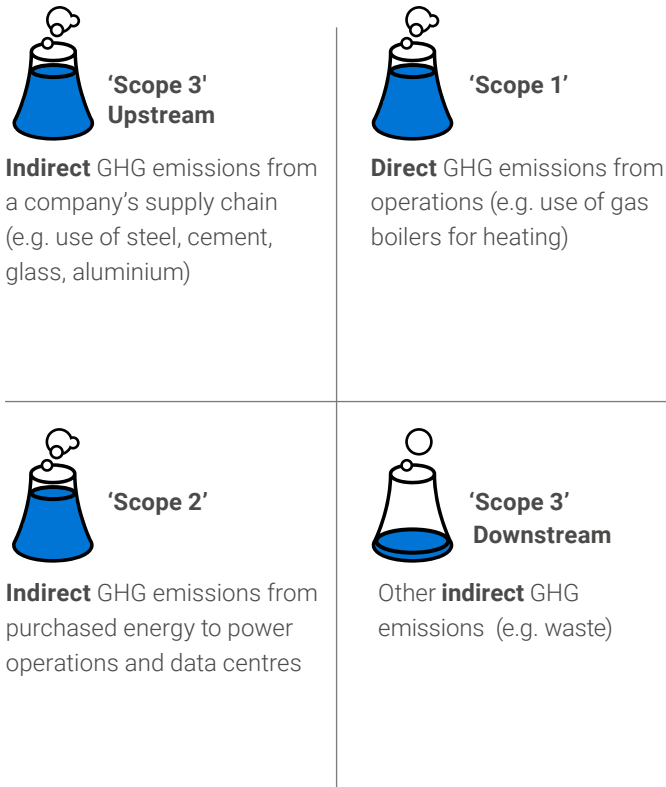 ‘Scope 3'
Upstream
Indirect GHG emissions from
a company’s supply chain
(e.g. use of steel, cement,
glass, aluminium)
‘Scope 1’
Direct GHG emissions from
operations (e.g. use of gas
boilers for heating)
‘Scope 2’
Indirect GHG emissions from
purchased energy to power
operations and data centres
‘Scope 3’
Downstream
Other indirect GHG
emissions (e.g. waste)